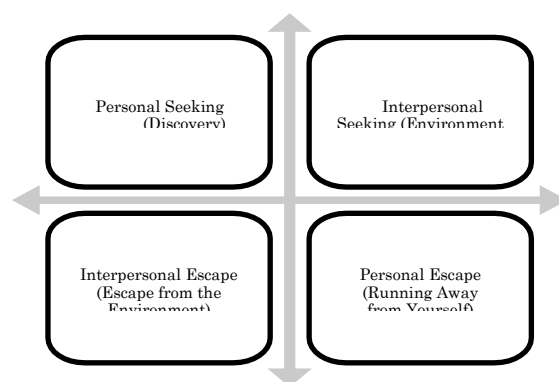 Personal Seeking
(Discovery)
Interpersonal
Seeking (Environment
Interpersonal Escape
(Escape from the
Environment)
Personal Escape
(Running Away
from Yourself)